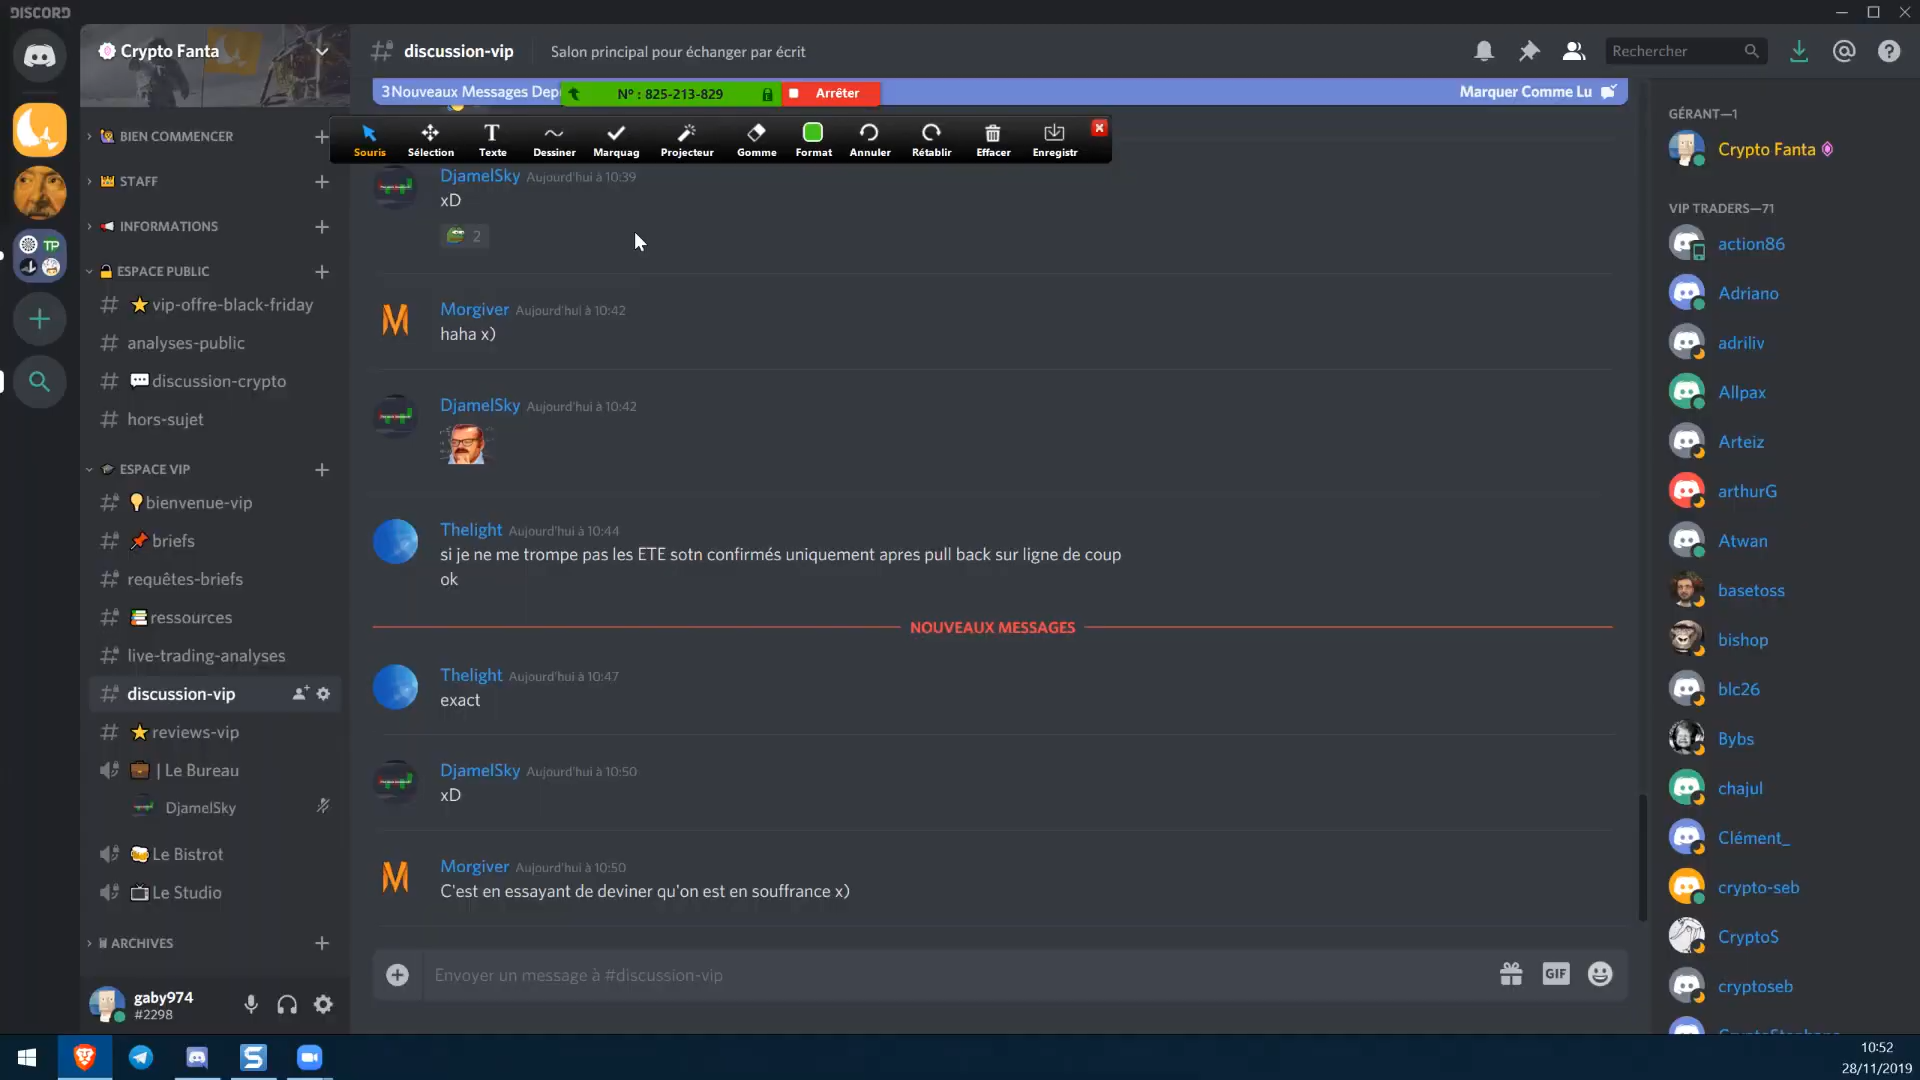 DISCORD
Crypto Fanta
discussion-vip
Salon principal pour échanger par écrit
Rechercher
3 Nouveaux Messages Dep
N° : 825-213-829
Arrêter
Marquer Comme Lu
Souris
Sélection
Texte
Dessiner
Marquag
Projecteur
Gomme
Format
Annuler
Rétablir
Effacer
Enregistr
BIEN COMMENCER
STAFF
INFORMATIONS
ESPACE PUBLIC
vip-offre-black-friday
analyses-public
discussion-crypto
hors-sujet
ESPACE VIP
bienvenue-vip
briefs
requêtes-briefs
ressources
live-trading-analyses
discussion-vip
reviews-vip
| Le Bureau
DjamelSky
Le Bistrot
Le Studio
ARCHIVES
gaby974
#2298
TP
DjamelSky Aujourd'hui à 10:39
xD
2
Morgiver Aujourd'hui à 10:42
haha x)
DjamelSky Aujourd'hui à 10:42
Thelight Aujourd'hui à 10:44
si je ne me trompe pas les ETE sotn confirmés uniquement apres pull back sur ligne de coup
ok
NOUVEAUX MESSAGES
Thelight Aujourd'hui à 10:47
exact
DjamelSky Aujourd'hui à 10:50
xD
Morgiver Aujourd'hui à 10:50
C'est en essayant de deviner qu'on est en souffrance x)
Envoyer un message à #discussion-vip
GIF
GÉRANT—1
Crypto Fanta
VIP TRADERS—71
action86
Adriano
adriliv
Allpax
Arteiz
arthurG
Atwan
basetoss
bishop
blc26
Bybs
chajul
Clément_
crypto-seb
CryptoS
cryptoseb
10:52
28/11/2019